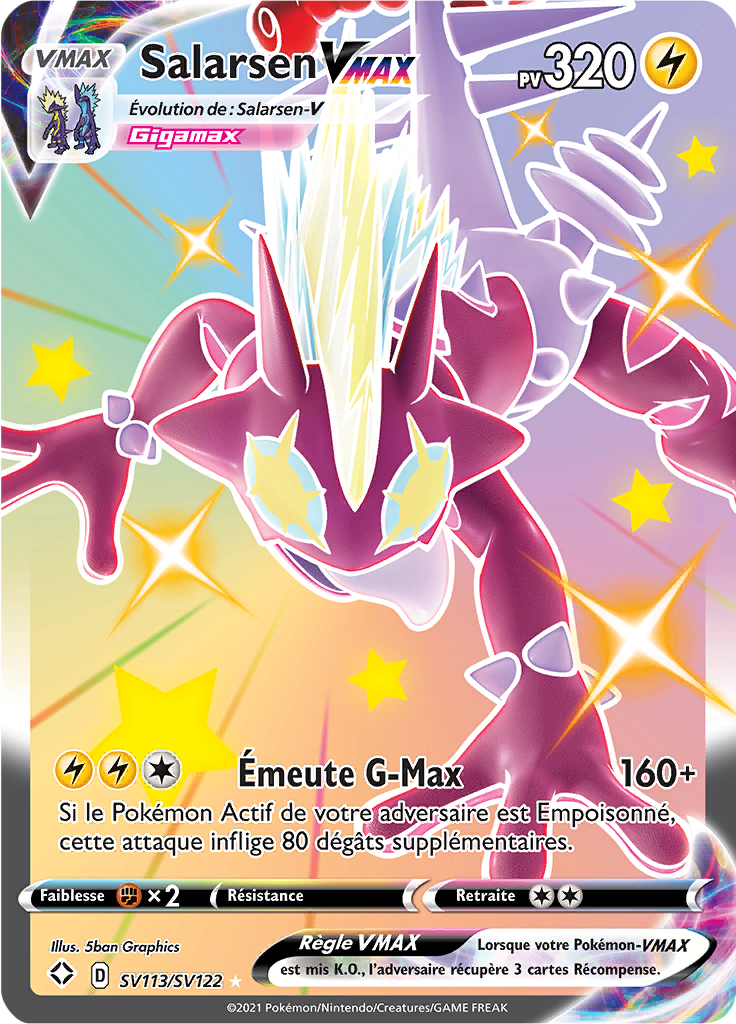 VMAX
Salarsen VMAX
PV 320
Évolution de : Salarsen-V
Gigamax
Émeute G-Max 160+
Si le Pokémon Actif de votre adversaire est Empoisonné,
cette attaque inflige 80 dégâts supplémentaires.
Faiblesse ×2 Résistance Retraite
Illus. 5ban Graphics
D SV113/SV122
Règle VMAX Lorsque votre Pokémon-VMAX
est mis K.O., l'adversaire récupère 3 cartes Récompense.
©2021 Pokémon/Nintendo/Creatures/GAME FREAK